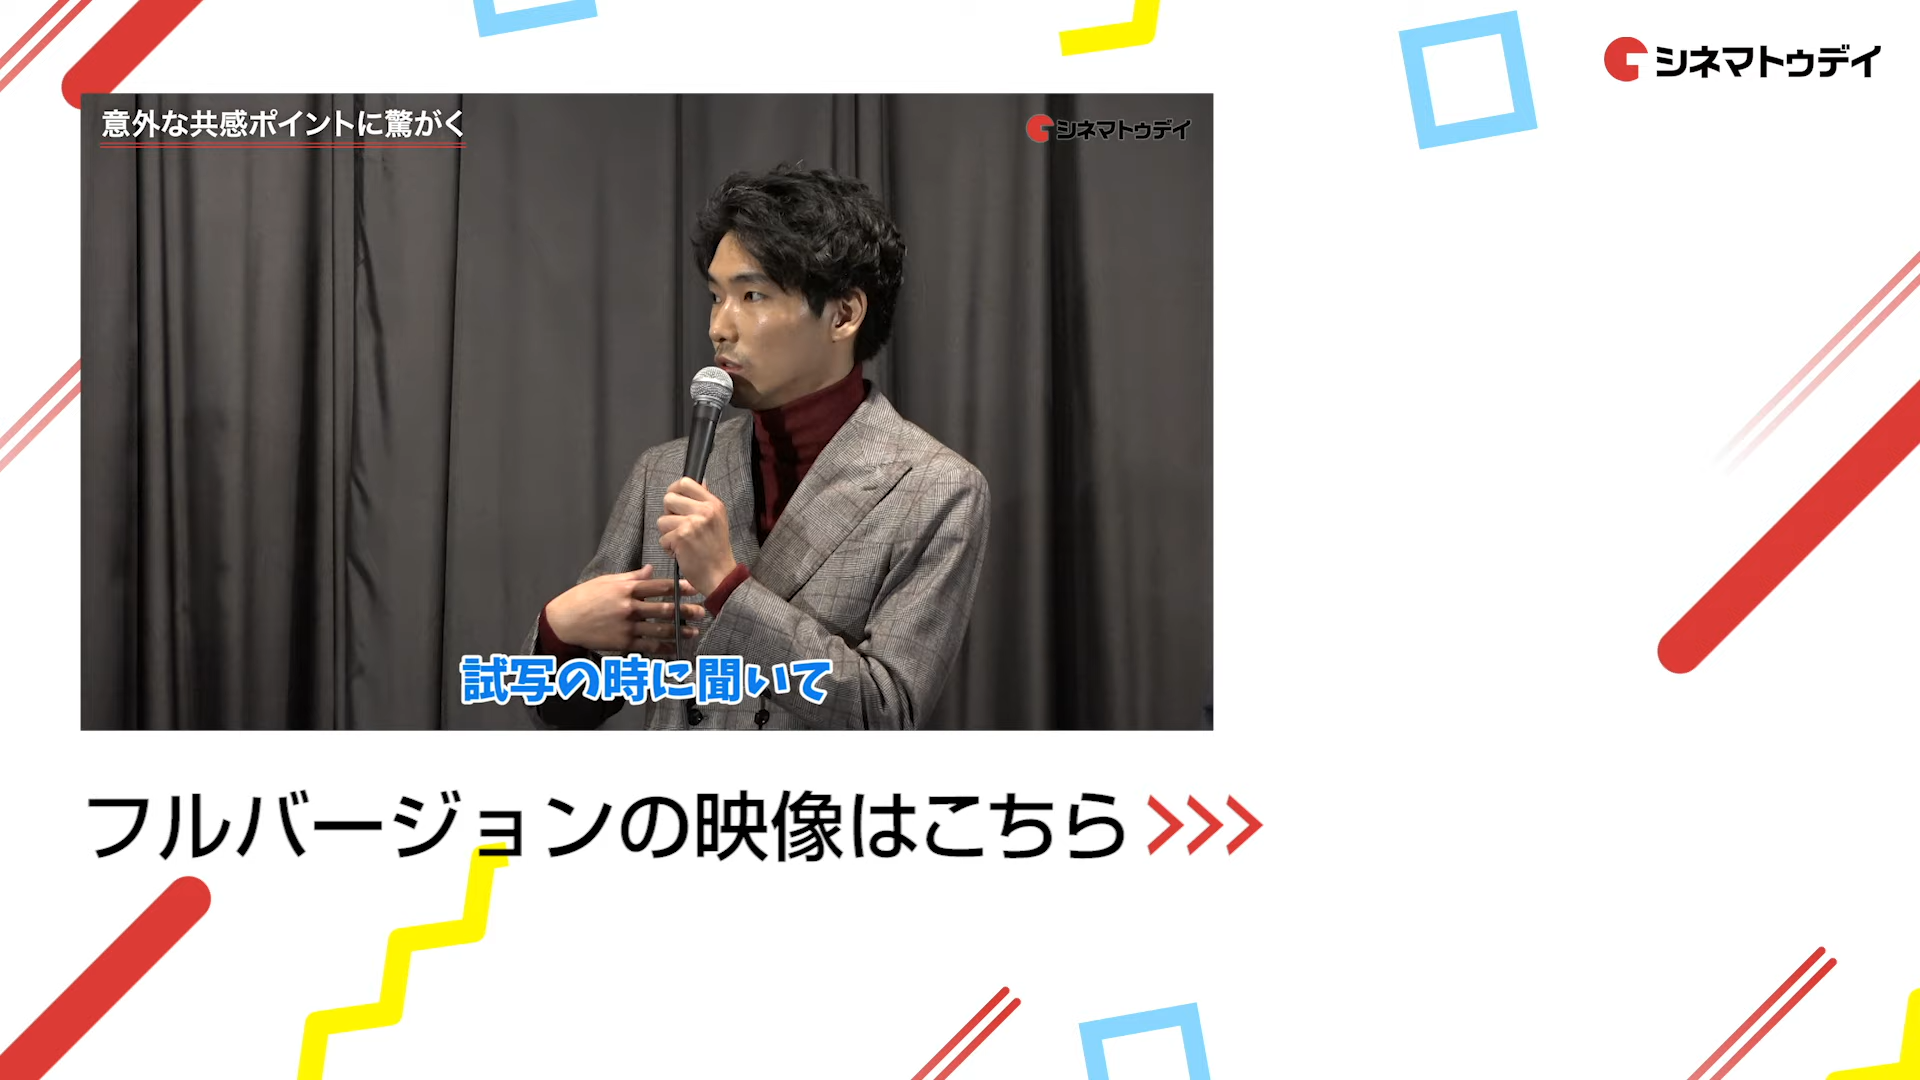 シネマトゥデイ
意外な共感ポイントに驚がく
シネマトゥデイ
試写の時に聞いて
フルバージョンの映像はこちら>>>